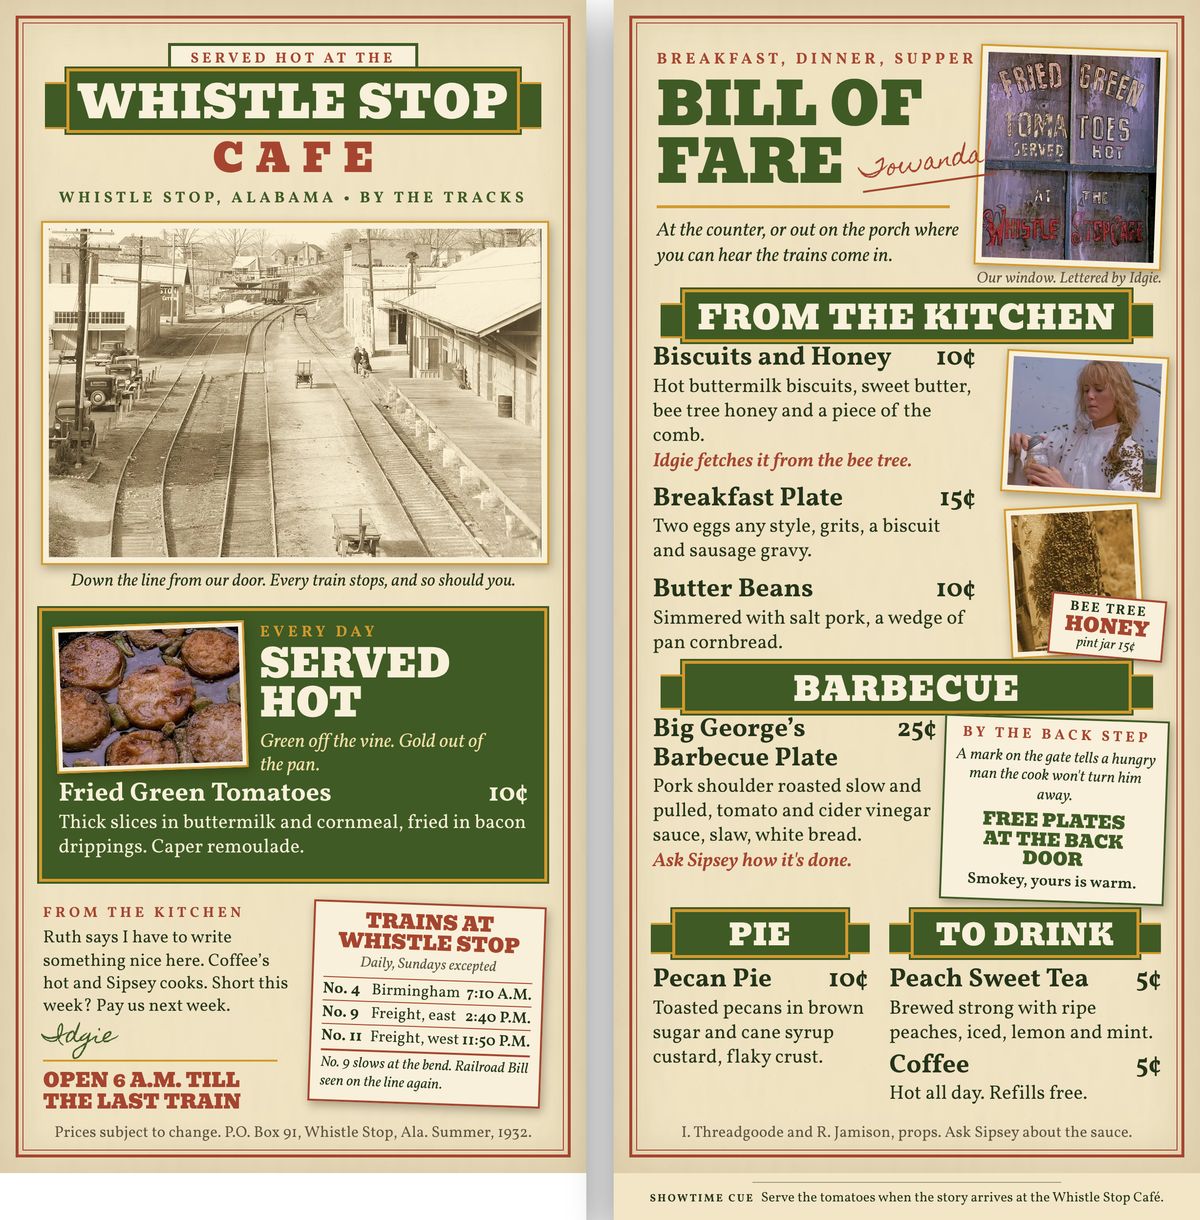 SERVED HOT AT THE
WHISTLE STOP
CAFE
WHISTLE STOP, ALABAMA • BY THE TRACKS
Down the line from our door. Every train stops, and so should you.
EVERY DAY
SERVED
HOT
Green off the vine. Gold out of
the pan.
Fried Green Tomatoes 10¢
Thick slices in buttermilk and cornmeal, fried in bacon
drippings. Caper remoulade.
FROM THE KITCHEN
Ruth says I have to write
something nice here. Coffee's
hot and Sipsey cooks. Short this
week? Pay us next week.
Idgie
OPEN 6 A.M. TILL
THE LAST TRAIN
TRAINS AT
WHISTLE STOP
Daily, Sundays excepted
No. 4 Birmingham 7:10 A.M.
No. 9 Freight, east 2:40 P.M.
No. 11 Freight, west 11:50 P.M.
No. 9 slows at the bend. Railroad Bill
seen on the line again.
Prices subject to change. P.O. Box 91, Whistle Stop, Ala. Summer, 1932.
BREAKFAST, DINNER, SUPPER
BILL OF
FARE
Towanda
At the counter, or out on the porch where
you can hear the trains come in.
FRIED GREEN
TOMATOES
SERVED HOT
AT THE
WHISTLE STOP CAFE
Our window. Lettered by Idgie.
FROM THE KITCHEN
Biscuits and Honey 10¢
Hot buttermilk biscuits, sweet butter,
bee tree honey and a piece of the
comb.
Idgie fetches it from the bee tree.
Breakfast Plate 15¢
Two eggs any style, grits, a biscuit
and sausage gravy.
Butter Beans 10¢
Simmered with salt pork, a wedge of
pan cornbread.
BEE TREE
HONEY
pint jar 15¢
BARBECUE
Big George's 25¢
Barbecue Plate
Pork shoulder roasted slow and
pulled, tomato and cider vinegar
sauce, slaw, white bread.
Ask Sipsey how it's done.
BY THE BACK STEP
A mark on the gate tells a hungry
man the cook won't turn him
away.
FREE PLATES
AT THE BACK
DOOR
Smokey, yours is warm.
PIE
Pecan Pie 10¢
Toasted pecans in brown
sugar and cane syrup
custard, flaky crust.
TO DRINK
Peach Sweet Tea 5¢
Brewed strong with ripe
peaches, iced, lemon and mint.
Coffee 5¢
Hot all day. Refills free.
I. Threadgoode and R. Jamison, props. Ask Sipsey about the sauce.
SHOWTIME CUE Serve the tomatoes when the story arrives at the Whistle Stop Café.